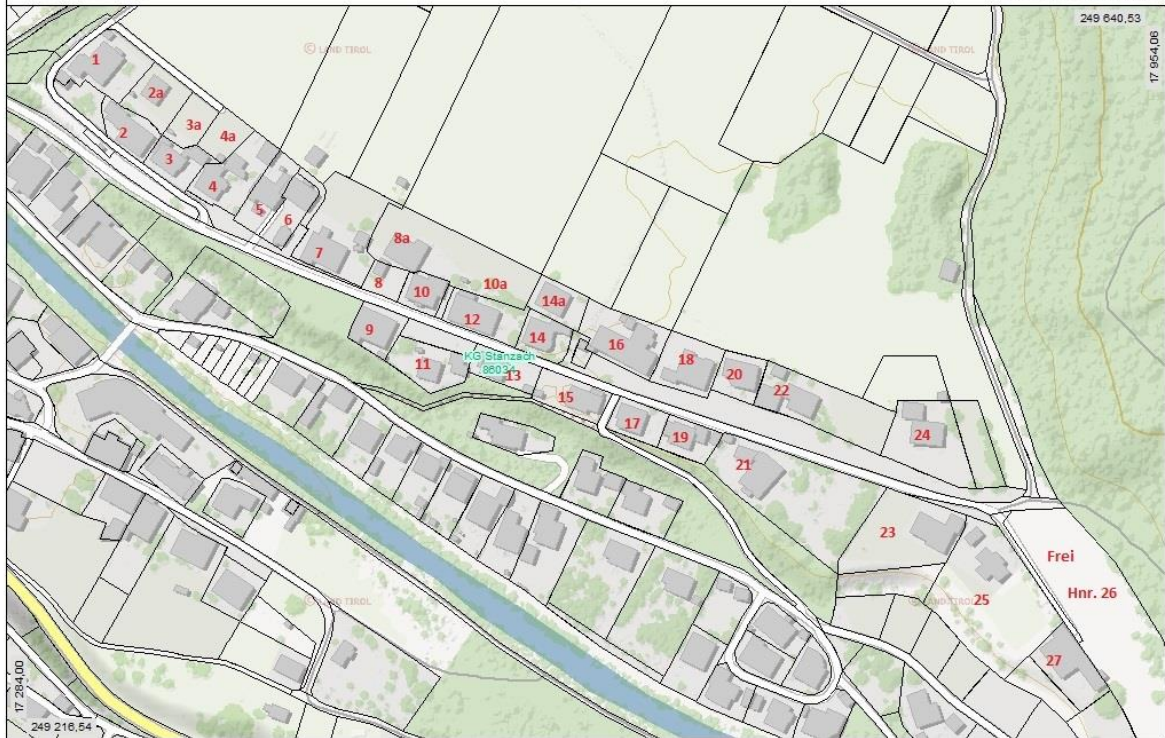 249 640,53
17 954,06
© LAND TIROL
LAND TIROL
1
2a
3a
4a
2
3
4
5
6
7
8a
8
10
10a
14a
9
12
14
16
11
KG Stanzach
86034
13
18
20
22
15
17
19
21
24
23
Frei
Hnr. 26
25
27
© LAND TIROL
LAND TIROL
17 284,00
249 216,54